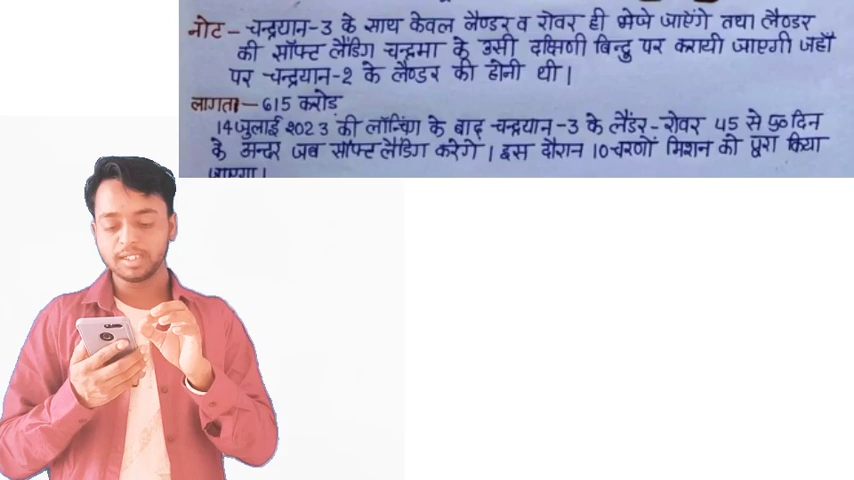 नोट – चन्द्रयान-3 के साथ केवल लैण्डर व रोवर ही भेजे जाएंगे तथा लैण्डर
की सॉफ्ट लैंडिग चन्द्रमा के उसी दक्षिणी बिन्दु पर करायी जाएगी जहाँ
पर चन्द्रयान-2 के लैण्डर की होनी थी।
लागत – 615 करोड़
14 जुलाई 2023 की लॉन्चिंग के बाद चन्द्रयान-3 के लैंडर-रोवर 45 से 50 दिन
के अन्दर जब सॉफ्ट लैंडिग करेगे। इस दौरान 10 चरणों मिशन को पूरा किया
जाएगा।